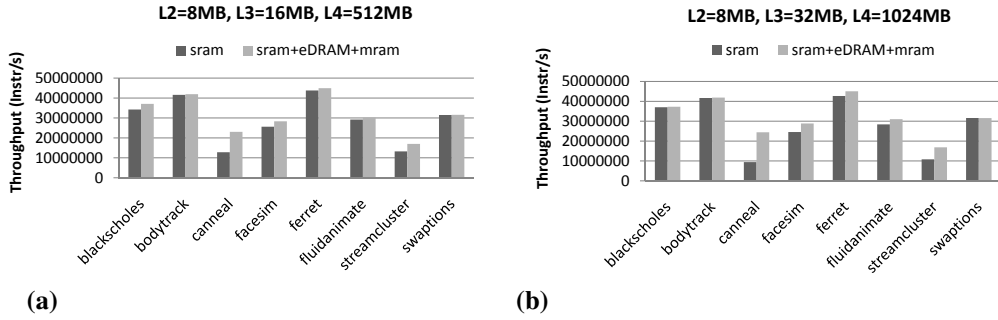 L2=8MB, L3=16MB, L4=512MB
sram sram+eDRAM+mram
Throughput (Instr/s)
50000000
40000000
30000000
20000000
10000000
0
blackscholes
bodytrack
canneal
facesim
ferret
fluidanimate
streamcluster
swaptions
(a)
L2=8MB, L3=32MB, L4=1024MB
sram sram+eDRAM+mram
Throughput (Instr/s)
50000000
40000000
30000000
20000000
10000000
0
blackscholes
bodytrack
canneal
facesim
ferret
fluidanimate
streamcluster
swaptions
(b)